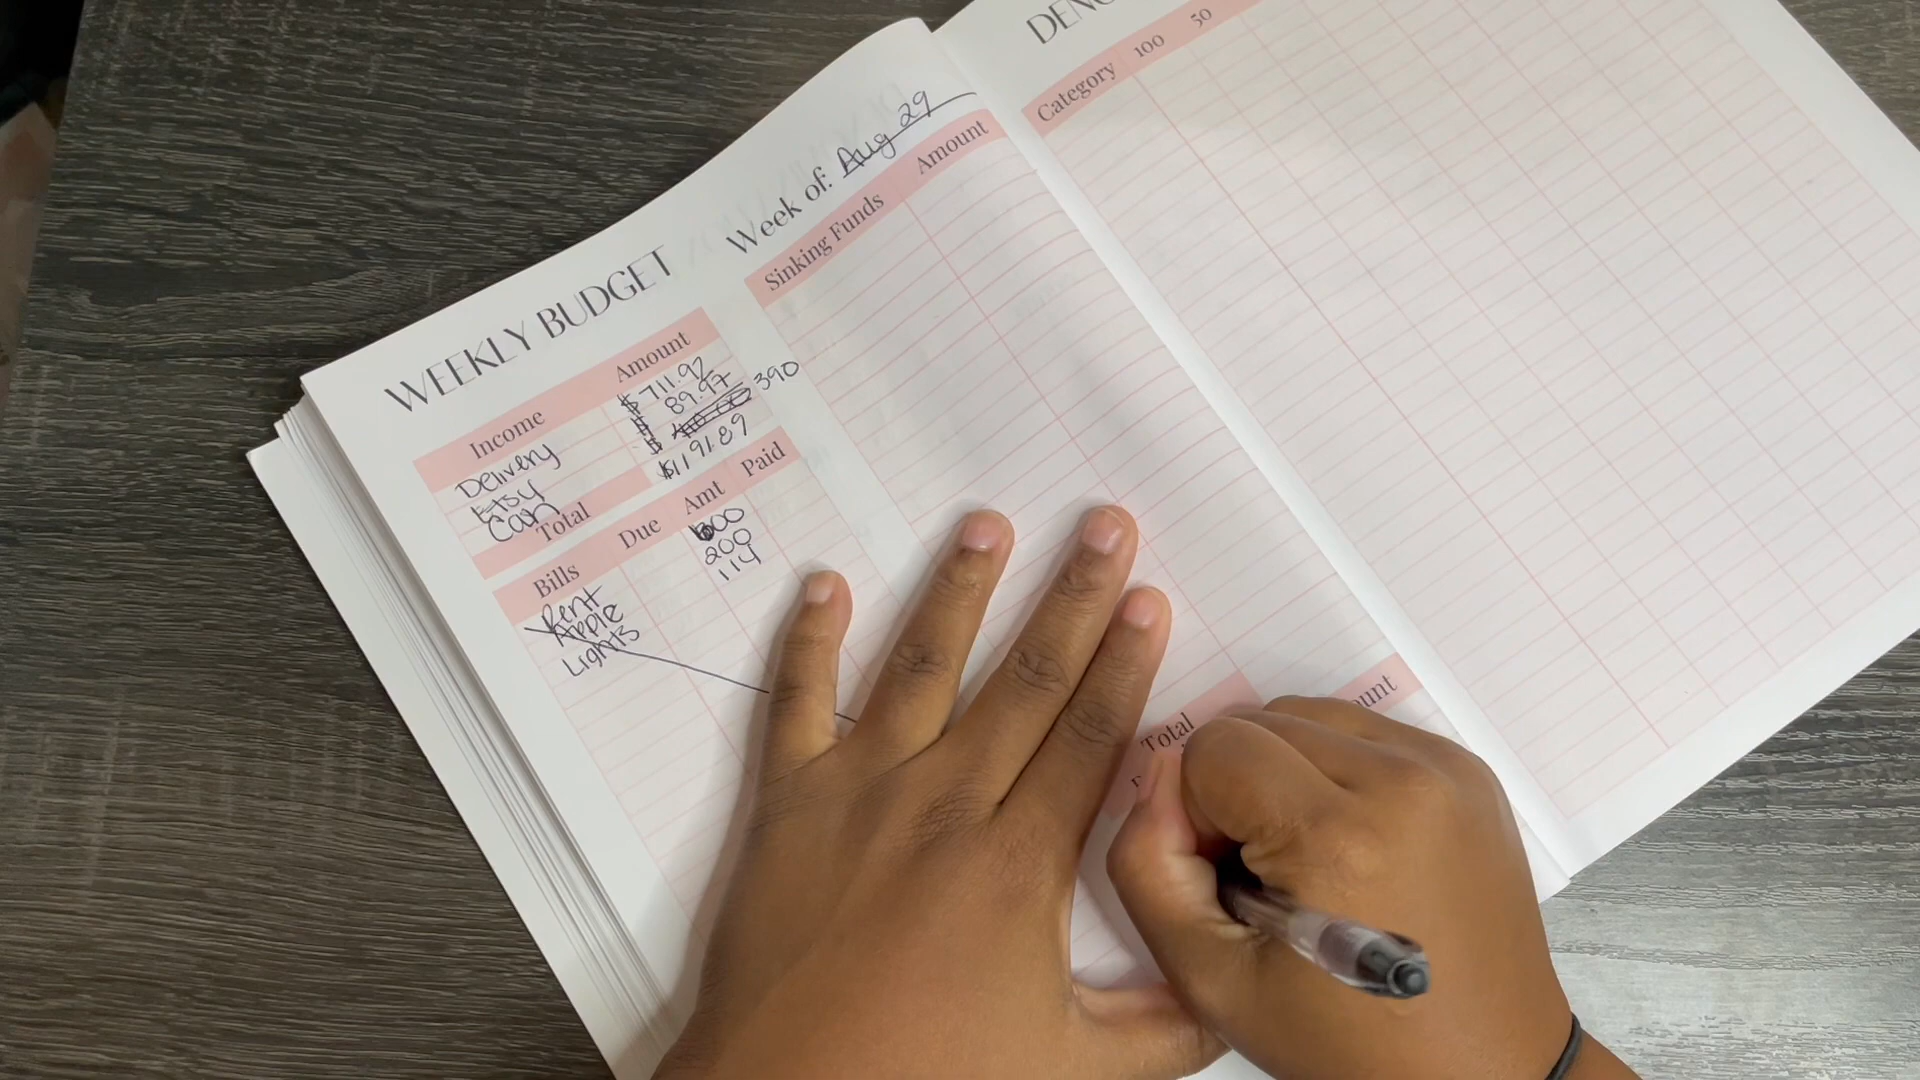 WEEKLY BUDGET
Week of: Aug 29
Income Amount
Delivery $711.92
Etsy $ 89.97
Cash $ 390
Total $1191.89
Bills Due Amt Paid
Rent 600
Apple 200
Lights 114
Sinking Funds Amount
Total
Category 100 50